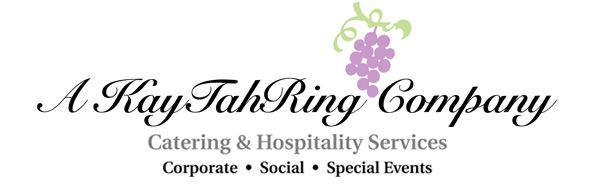 A KayTahRing Company
Catering & Hospitality Services
Corporate • Social • Special Events